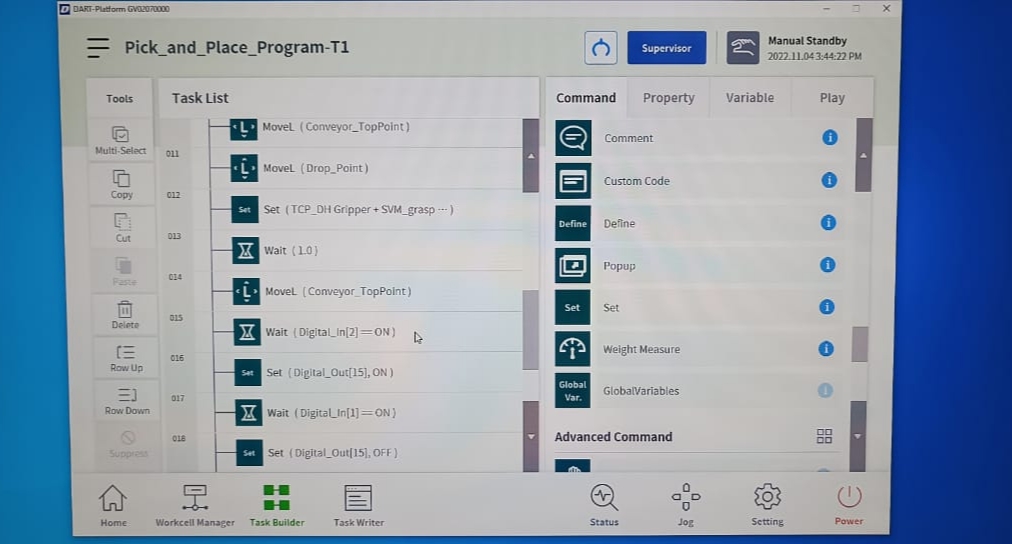 DART-Platform GV02070000
Pick_and_Place_Program-T1
Supervisor
Manual Standby
2022.11.04 3:44:22 PM
Tools
Multi-Select
Copy
Cut
Paste
Delete
Row Up
Row Down
Suppress
Task List
MoveL ( Conveyor_TopPoint )
011
MoveL ( Drop_Point )
012
Set Set ( TCP_DH Gripper + SVM_grasp ··· )
013
Wait ( 1.0 )
014
MoveL ( Conveyor_TopPoint )
015
Wait ( Digital_In[2] == ON )
016
Set Set ( Digital_Out[15], ON )
017
Wait ( Digital_In[1] == ON )
018
Set Set ( Digital_Out[15], OFF )
Command Property Variable Play
Comment
Custom Code
Define Define
Popup
Set Set
Weight Measure
Global Var. GlobalVariables
Advanced Command
Home
Workcell Manager
Task Builder
Task Writer
Status
Jog
Setting
Power